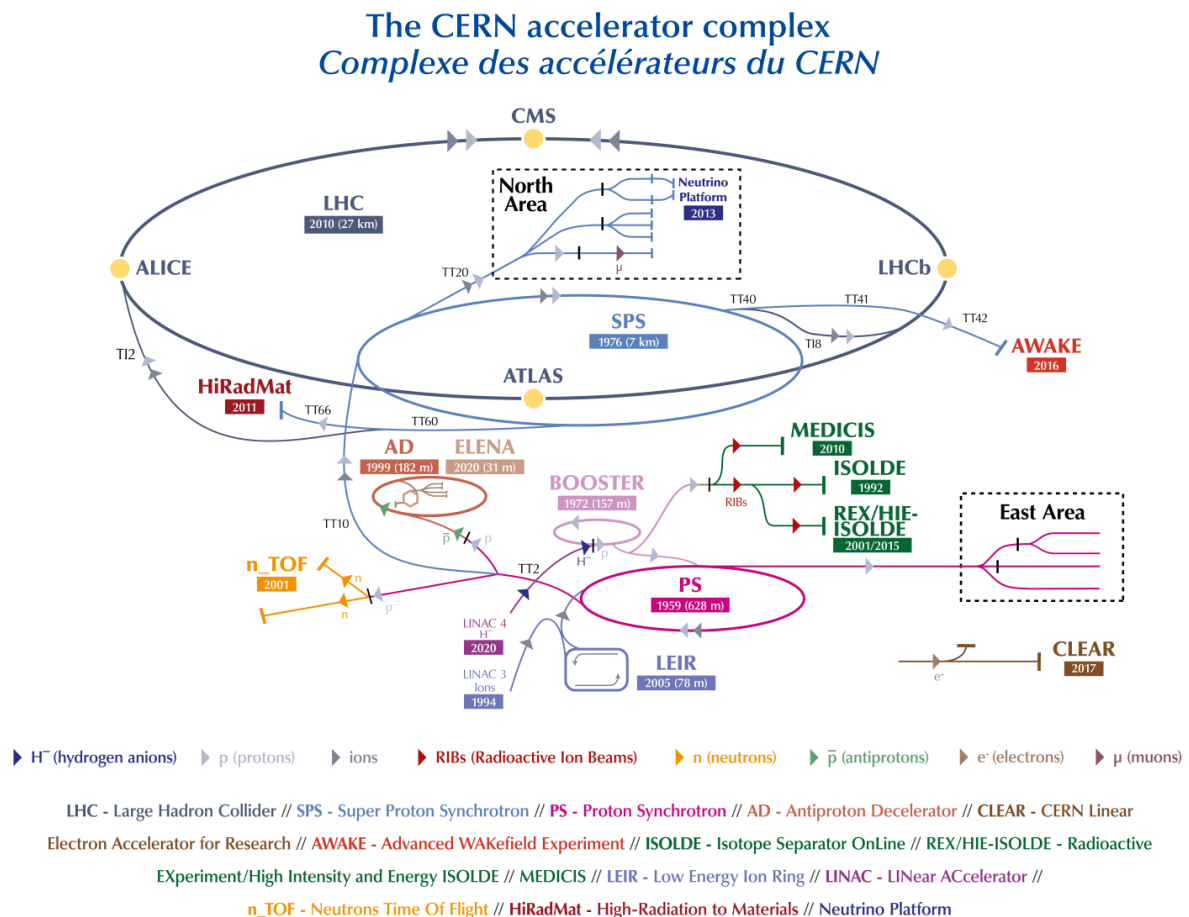 The CERN accelerator complex
Complexe des accélérateurs du CERN
CMS
North
Area
Neutrino
Platform
2013
LHC
2010 (27 km)
µ
ALICE
LHCb
TT20
SPS
1976 (7 km)
TT40
TT41
TT42
TI8
TI2
AWAKE
2016
ATLAS
HiRadMat
2011
TT66
TT60
AD
1999 (182 m)
ELENA
2020 (31 m)
MEDICIS
2010
BOOSTER
1972 (157 m)
ISOLDE
1992
RIBs
REX/HIE-
ISOLDE
2001/2015
East Area
TT10
p̅
p
H⁻
p
TT2
n_TOF
2001
n
n
p
PS
1959 (628 m)
LINAC 4
H⁻
2020
LINAC 3
Ions
1994
LEIR
2005 (78 m)
CLEAR
2017
e⁻
H⁻ (hydrogen anions)
p (protons)
ions
RIBs (Radioactive Ion Beams)
n (neutrons)
p̅ (antiprotons)
e⁻ (electrons)
µ (muons)
LHC - Large Hadron Collider // SPS - Super Proton Synchrotron // PS - Proton Synchrotron // AD - Antiproton Decelerator // CLEAR - CERN Linear
Electron Accelerator for Research // AWAKE - Advanced WAKefield Experiment // ISOLDE - Isotope Separator OnLine // REX/HIE-ISOLDE - Radioactive
EXperiment/High Intensity and Energy ISOLDE // MEDICIS // LEIR - Low Energy Ion Ring // LINAC - LINear ACcelerator //
n_TOF - Neutrons Time Of Flight // HiRadMat - High-Radiation to Materials // Neutrino Platform